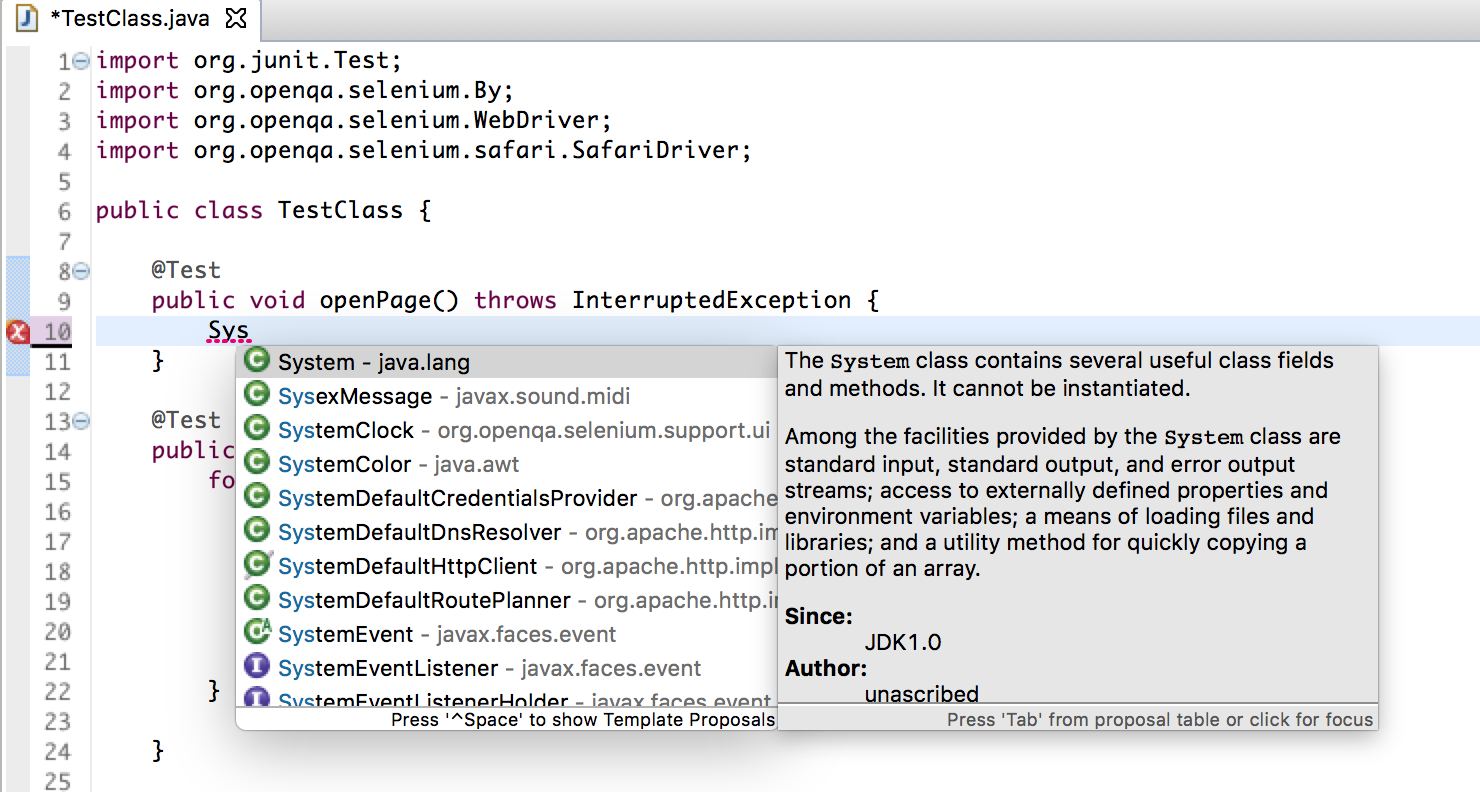 *TestClass.java
1 import org.junit.Test;
2 import org.openqa.selenium.By;
3 import org.openqa.selenium.WebDriver;
4 import org.openqa.selenium.safari.SafariDriver;
5
6 public class TestClass {
7
8 @Test
9 public void openPage() throws InterruptedException {
10 Sys
11 }
12
13 @Test
14 public
15 fo
16
17
18
19
20
21
22 }
23
24 }
25
System - java.lang
SysexMessage - javax.sound.midi
SystemClock - org.openqa.selenium.support.ui
SystemColor - java.awt
SystemDefaultCredentialsProvider - org.apache
SystemDefaultDnsResolver - org.apache.http.im
SystemDefaultHttpClient - org.apache.http.impl
SystemDefaultRoutePlanner - org.apache.http.i
SystemEvent - javax.faces.event
SystemEventListener - javax.faces.event
SystemEventListenerHolder - javax.faces.event
Press '^Space' to show Template Proposals
The System class contains several useful class fields
and methods. It cannot be instantiated.
Among the facilities provided by the System class are
standard input, standard output, and error output
streams; access to externally defined properties and
environment variables; a means of loading files and
libraries; and a utility method for quickly copying a
portion of an array.
Since:
JDK1.0
Author:
unascribed
Press 'Tab' from proposal table or click for focus